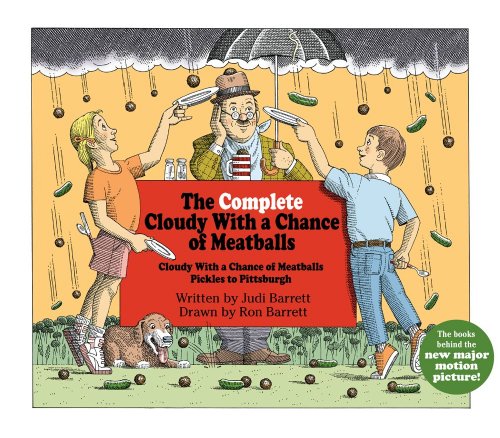 The Complete
Cloudy With a Chance
of Meatballs
Cloudy With a Chance of Meatballs
Pickles to Pittsburgh
Written by Judi Barrett
Drawn by Ron Barrett
The books
behind the
new major
motion
picture!